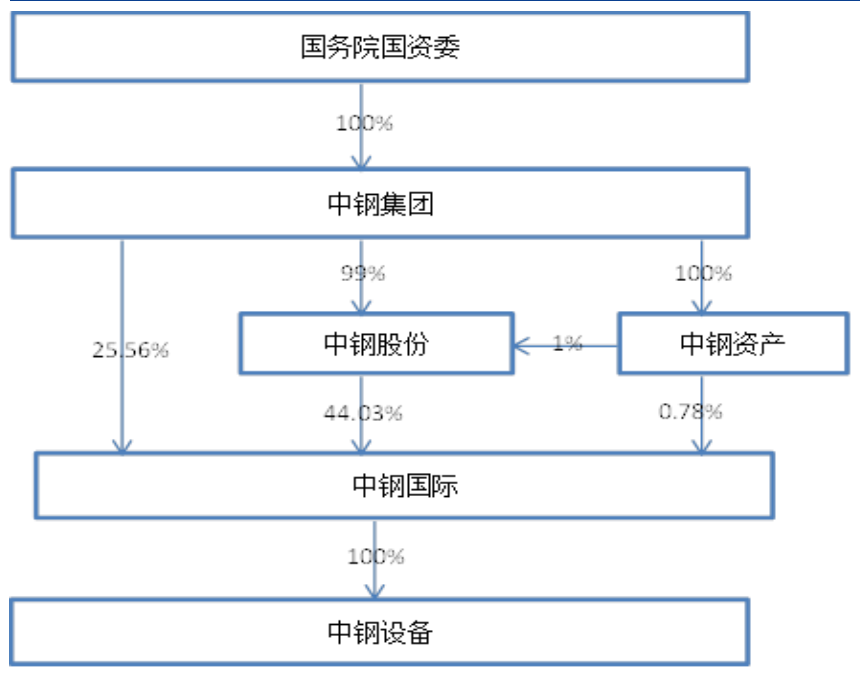 国务院国资委
100%
中钢集团
99%
100%
25.56%
中钢股份
1%
中钢资产
44.03%
0.78%
中钢国际
100%
中钢设备